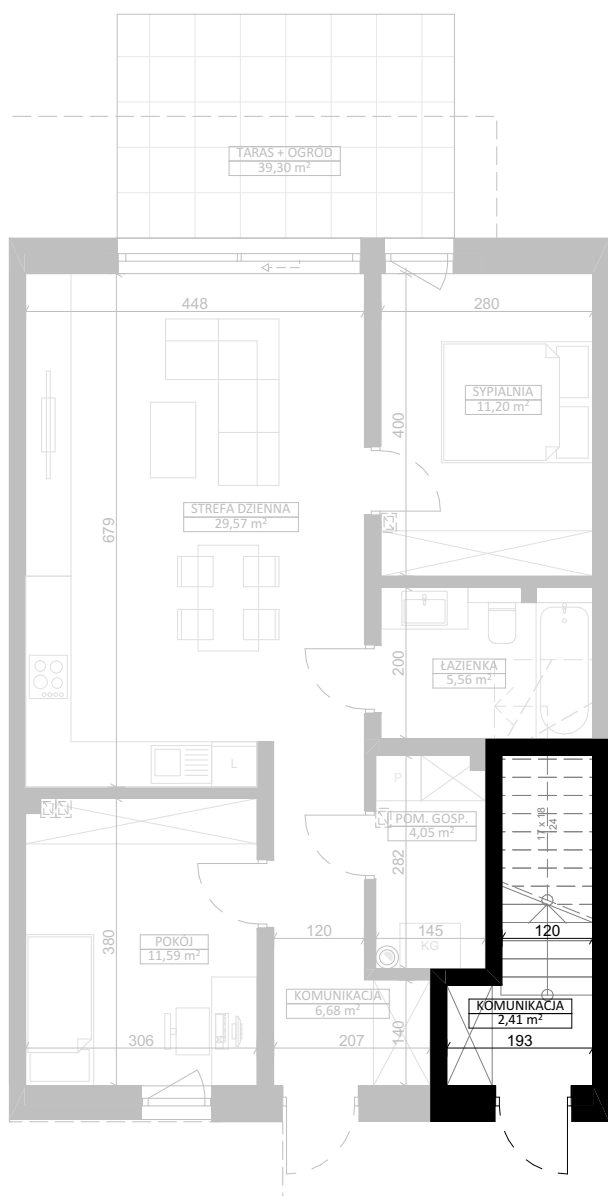 TARAS + OGRÓD
39,30 m²
448
280
SYPIALNIA
11,20 m²
400
STREFA DZIENNA
29,57 m²
679
200
ŁAZIENKA
5,56 m²
L
P
POM. GOSP.
4,05 m²
17 x 18
24
282
380
POKÓJ
11,59 m²
120
145
KG
120
KOMUNIKACJA
6,68 m²
140
KOMUNIKACJA
2,41 m²
306
207
193